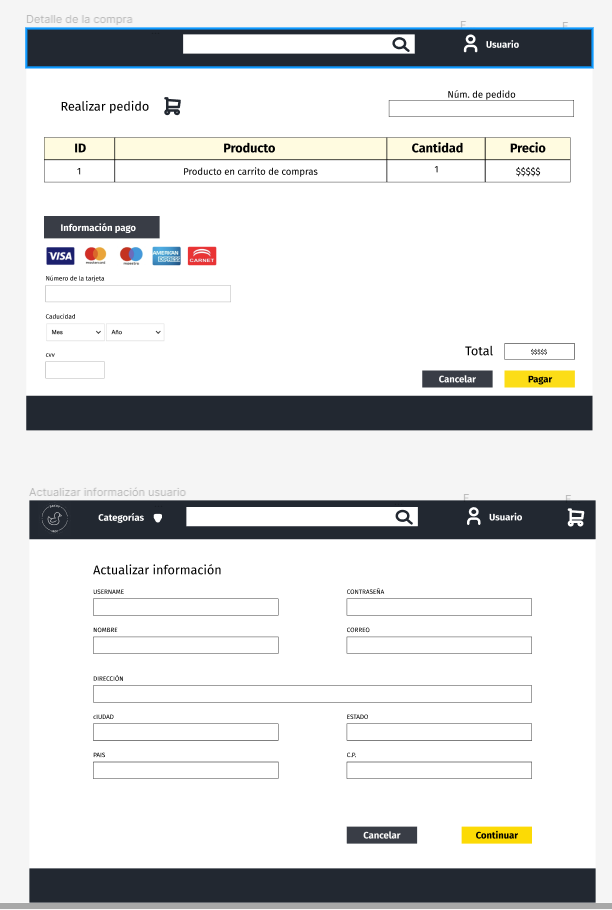 Detalle de la compra
F
F
Usuario
Realizar pedido
Núm. de pedido
ID Producto Cantidad Precio
1 Producto en carrito de compras 1 $$$$$
Información pago
VISA mastercard maestro AMERICAN EXPRESS CARNET
Número de la tarjeta
Caducidad
Mes Año
CVV
Total $$$$$
Cancelar Pagar
Actualizar información usuario
F
F
Categorías Usuario
Actualizar información
USERNAME CONTRASEÑA
NOMBRE CORREO
DIRECCIÓN
cIUDAD ESTADO
PAIS C.P.
Cancelar Continuar